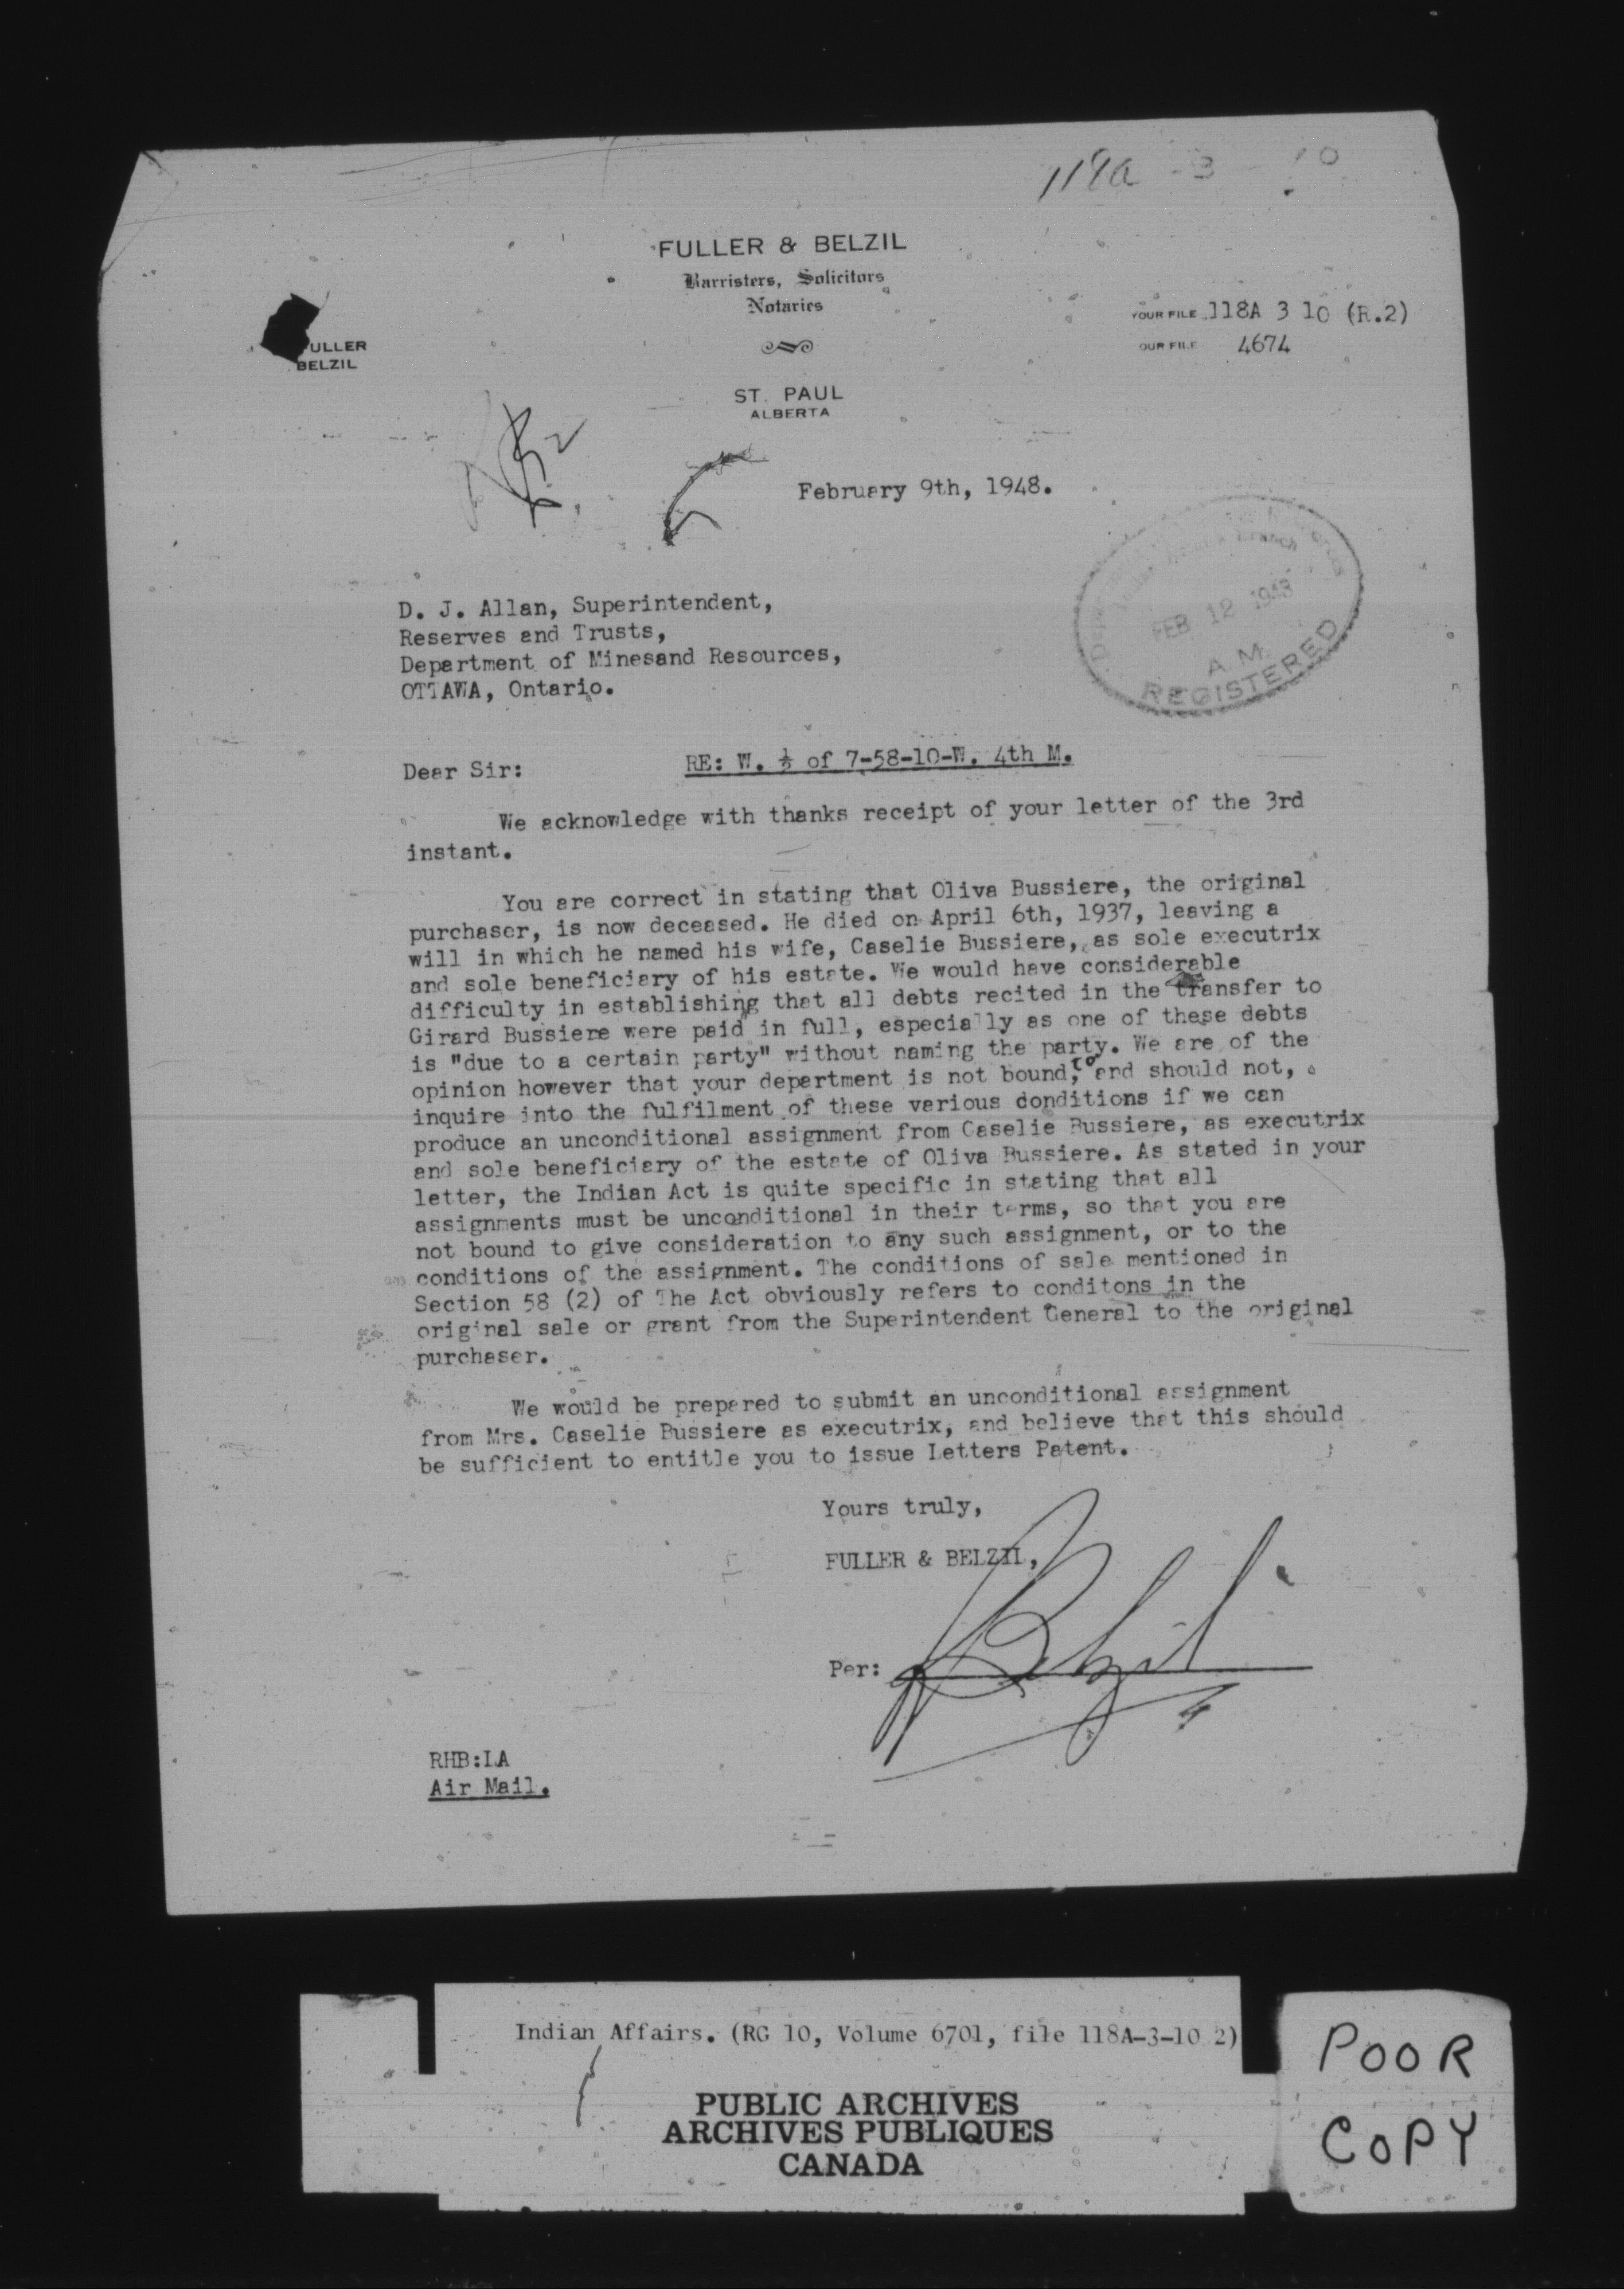 118a - 3 - 10
FULLER & BELZIL
Barristers, Solicitors
Notaries
YOUR FILE 118A 3 10 (R.2)
OUR FILE 4674
ULLER
BELZIL
ST. PAUL
ALBERTA
February 9th, 1948.
Branch
FEB 12 1948
A.M.
REGISTERED
D. J. Allan, Superintendent,
Reserves and Trusts,
Department of Minesand Resources,
OTTAWA, Ontario.
Dear Sir:
RE: W. ½ of 7-58-10-W. 4th M.
We acknowledge with thanks receipt of your letter of the 3rd
instant.
You are correct in stating that Oliva Bussiere, the original
purchaser, is now deceased. He died on April 6th, 1937, leaving a
will in which he named his wife, Caselie Bussiere, as sole executrix
and sole beneficiary of his estate. We would have considerable
difficulty in establishing that all debts recited in the transfer to
Girard Bussiere were paid in full, especially as one of these debts
is "due to a certain party" without naming the party. We are of the
opinion however that your department is not bound, to and should not,
inquire into the fulfilment of these various donditions if we can
produce an unconditional assignment from Caselie Bussiere, as executrix
and sole beneficiary of the estate of Oliva Bussiere. As stated in your
letter, the Indian Act is quite specific in stating that all
assignments must be unconditional in their terms, so that you are
not bound to give consideration to any such assignment, or to the
conditions of the assignment. The conditions of sale mentioned in
Section 58 (2) of The Act obviously refers to conditons in the
original sale or grant from the Superintendent General to the original
purchaser.
We would be prepared to submit an unconditional assignment
from Mrs. Caselie Bussiere as executrix, and believe that this should
be sufficient to entitle you to issue Letters Patent.
Yours truly,
FULLER & BELZIL,
Per: Belzil
RHB:LA
Air Mail.
Indian Affairs. (RG 10, Volume 6701, file 118A-3-10 2)
PUBLIC ARCHIVES
ARCHIVES PUBLIQUES
CANADA
POOR
COPY